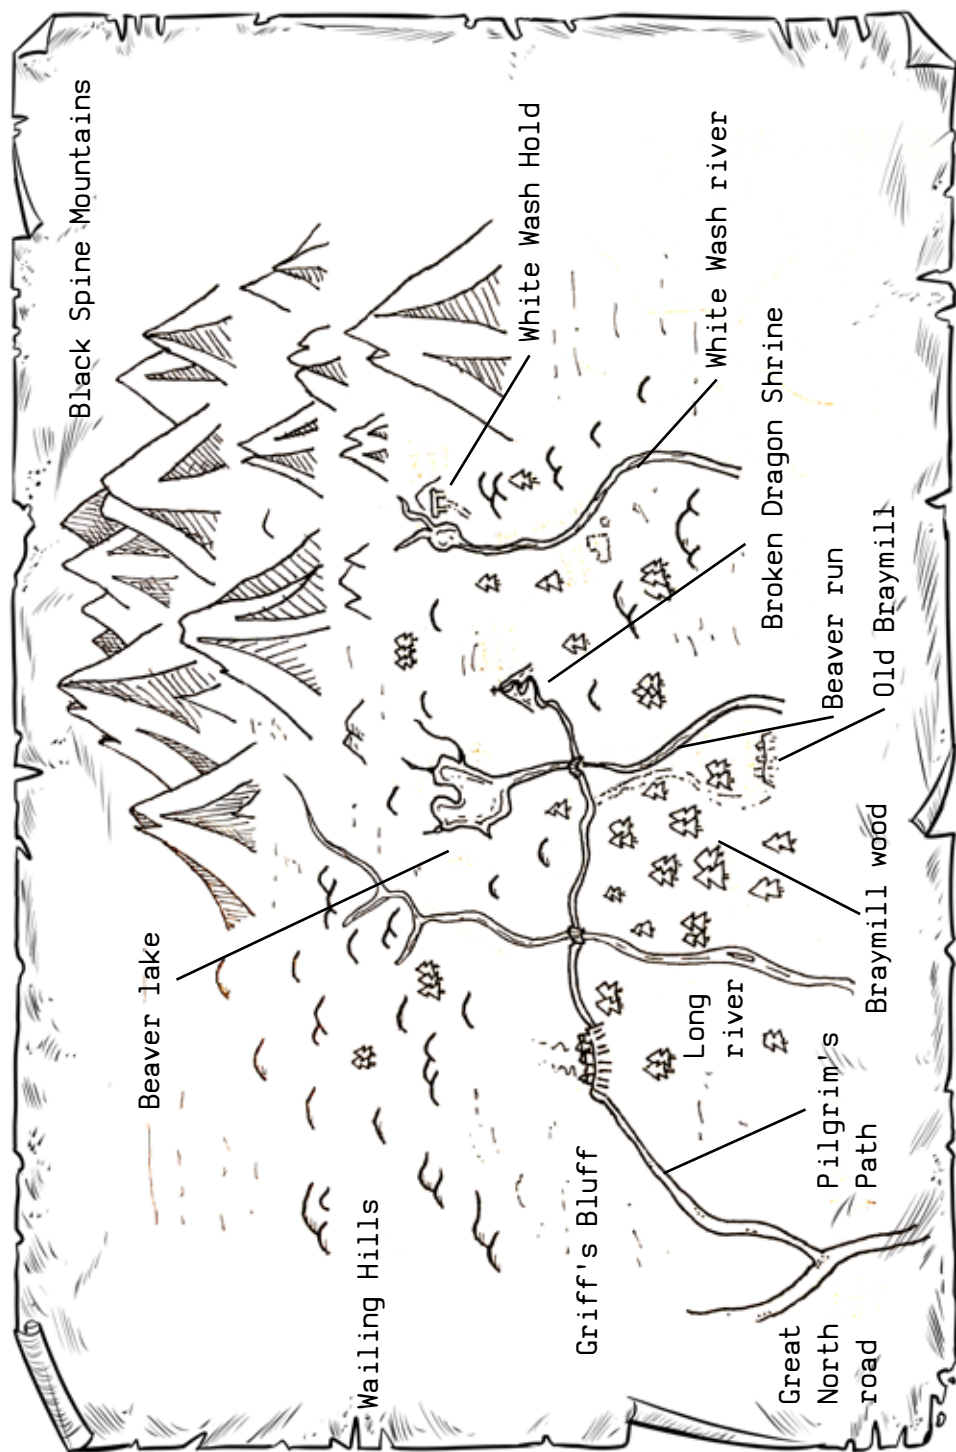 Black Spine Mountains
Beaver lake
White Wash Hold
White Wash river
Wailing Hills
Broken Dragon Shrine
Griff's Bluff
Long
river
Beaver run
Old Braymill
Braymill wood
Pilgrim's
Path
Great
North
road